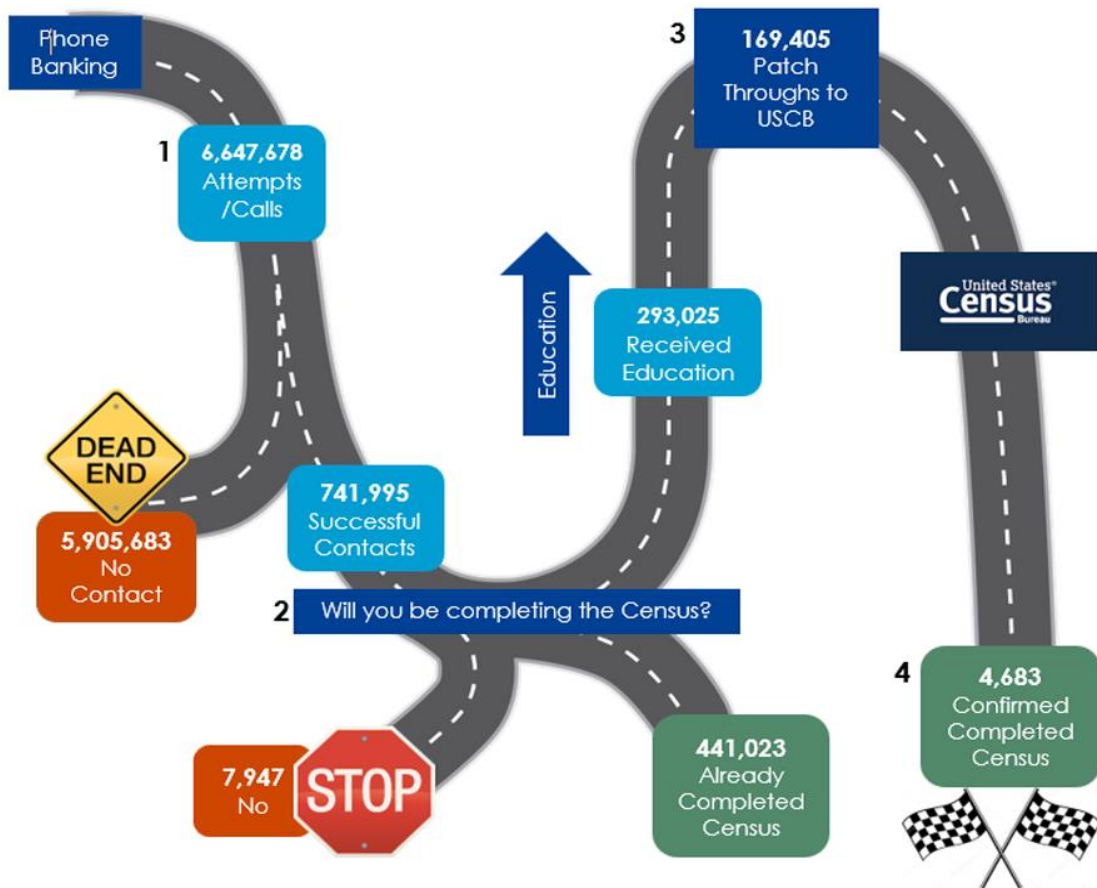 Phone
Banking
1
6,647,678
Attempts
/Calls
DEAD
END
5,905,683
No
Contact
741,995
Successful
Contacts
2
Will you be completing the Census?
7,947
No
STOP
441,023
Already
Completed
Census
Education
293,025
Received
Education
3
169,405
Patch
Throughs to
USCB
United States®
Census
Bureau
4
4,683
Confirmed
Completed
Census